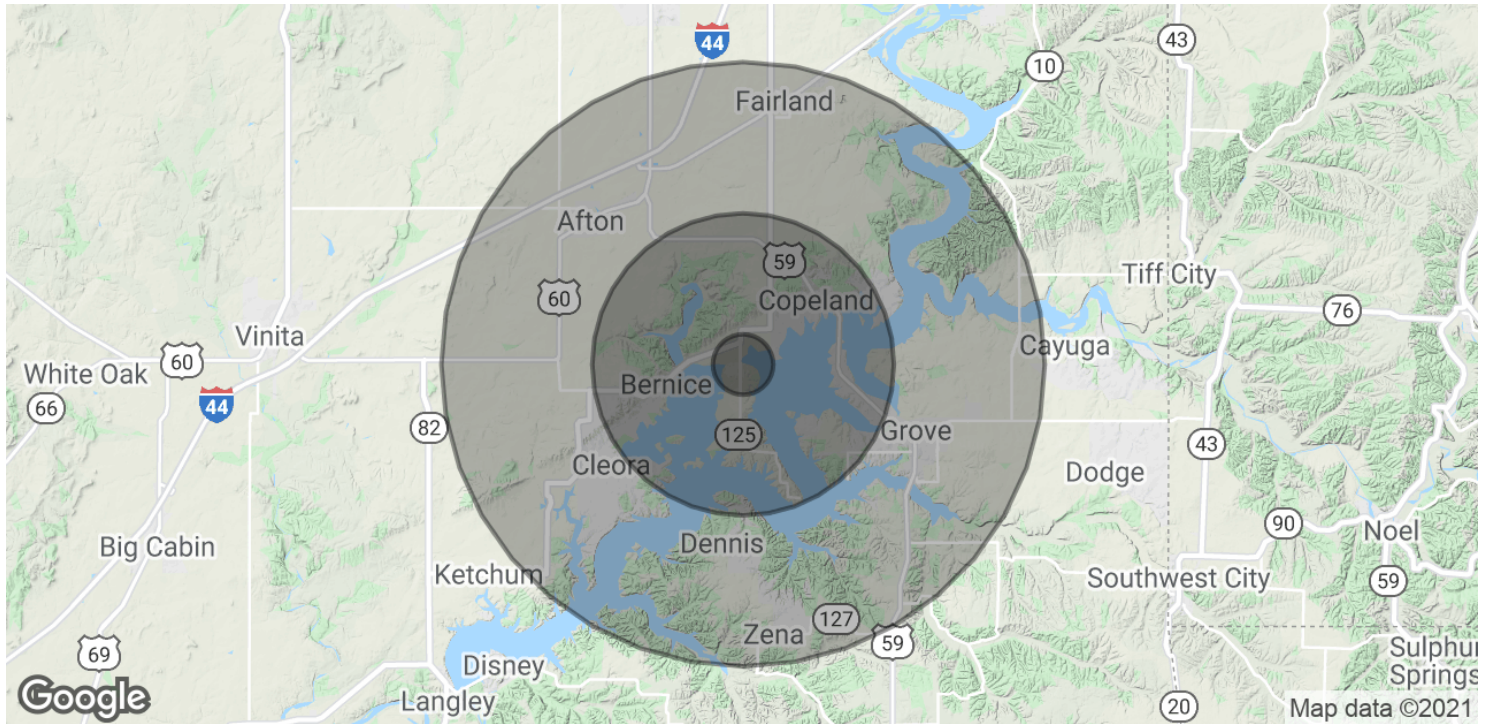 44
43
10
Fairland
Afton
59
Tiff City
60
Copeland
76
Vinita
60
Cayuga
White Oak
Bernice
44
66
82
125
Grove
43
Cleora
Dodge
90
Noel
Big Cabin
Dennis
Ketchum
Southwest City
59
127
Zena
59
69
Disney
Sulphur
Springs
Langley
Google
20
Map data ©2021